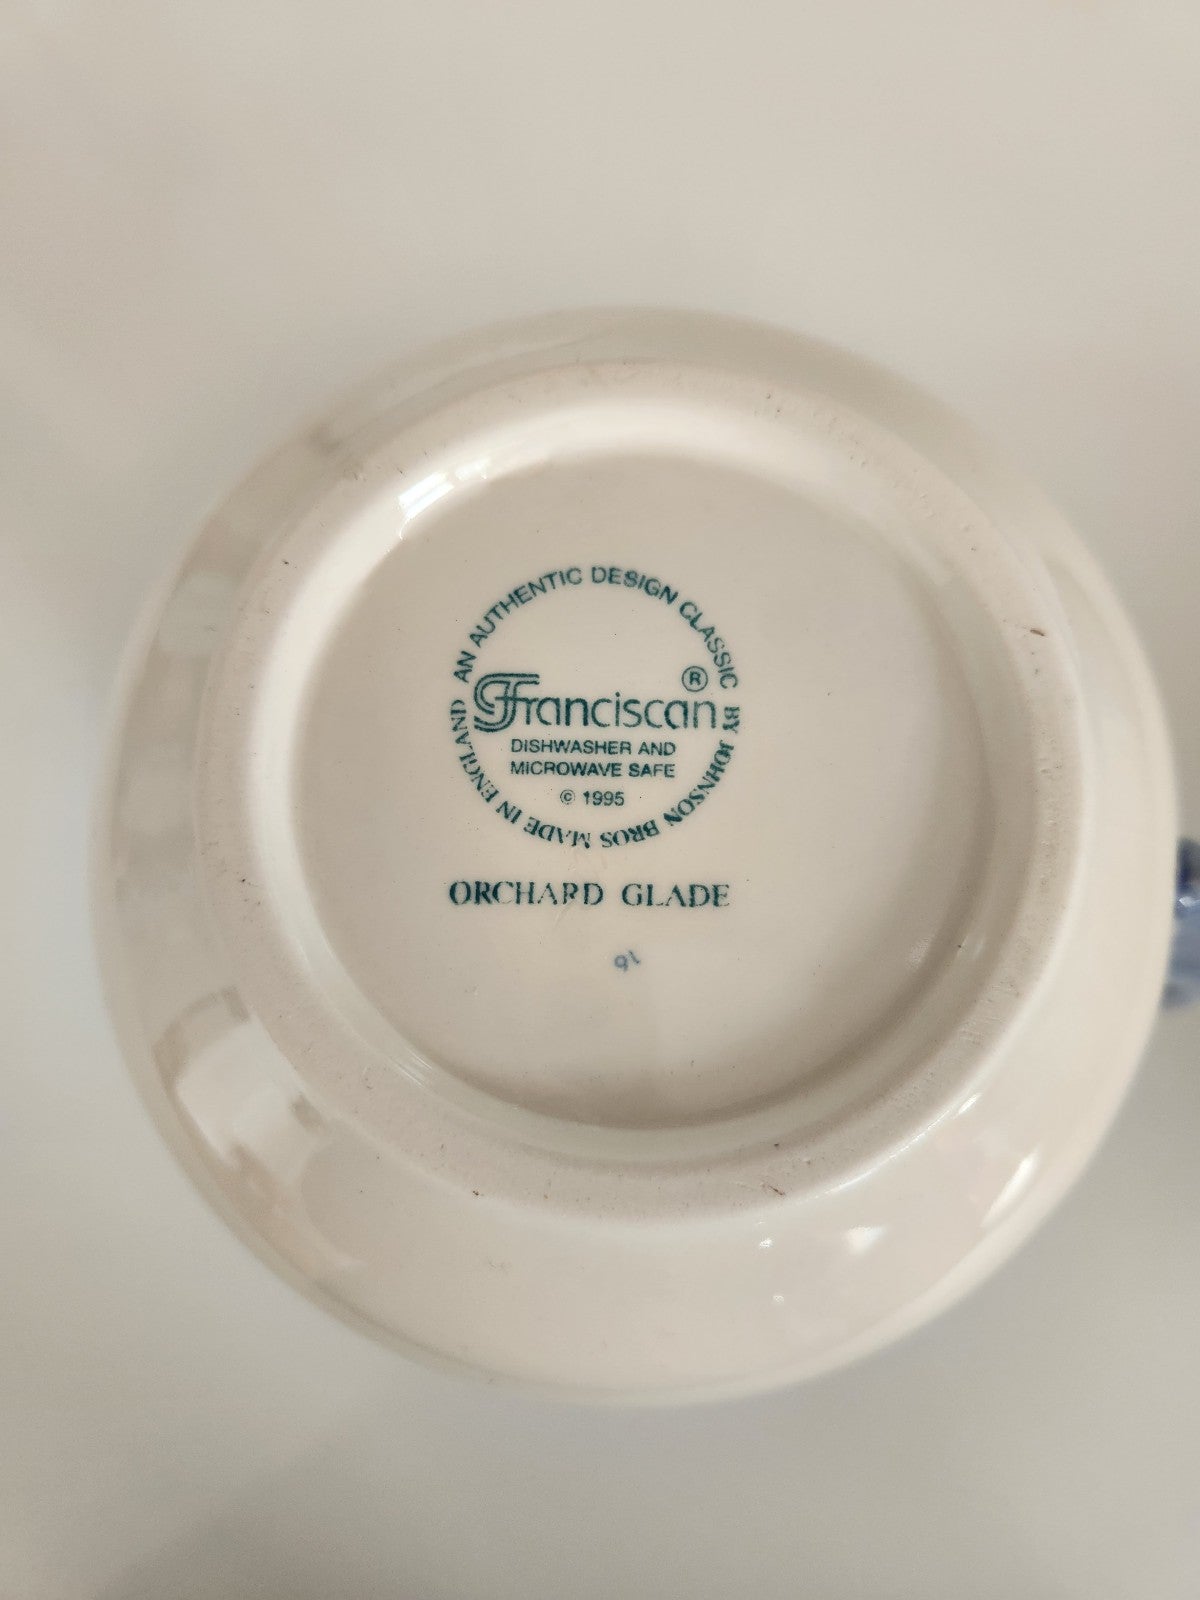 AN AUTHENTIC DESIGN CLASSIC
BY JOHNSON BROS MADE IN ENGLAND
Franciscan ®
DISHWASHER AND
MICROWAVE SAFE
© 1995
ORCHARD GLADE
16